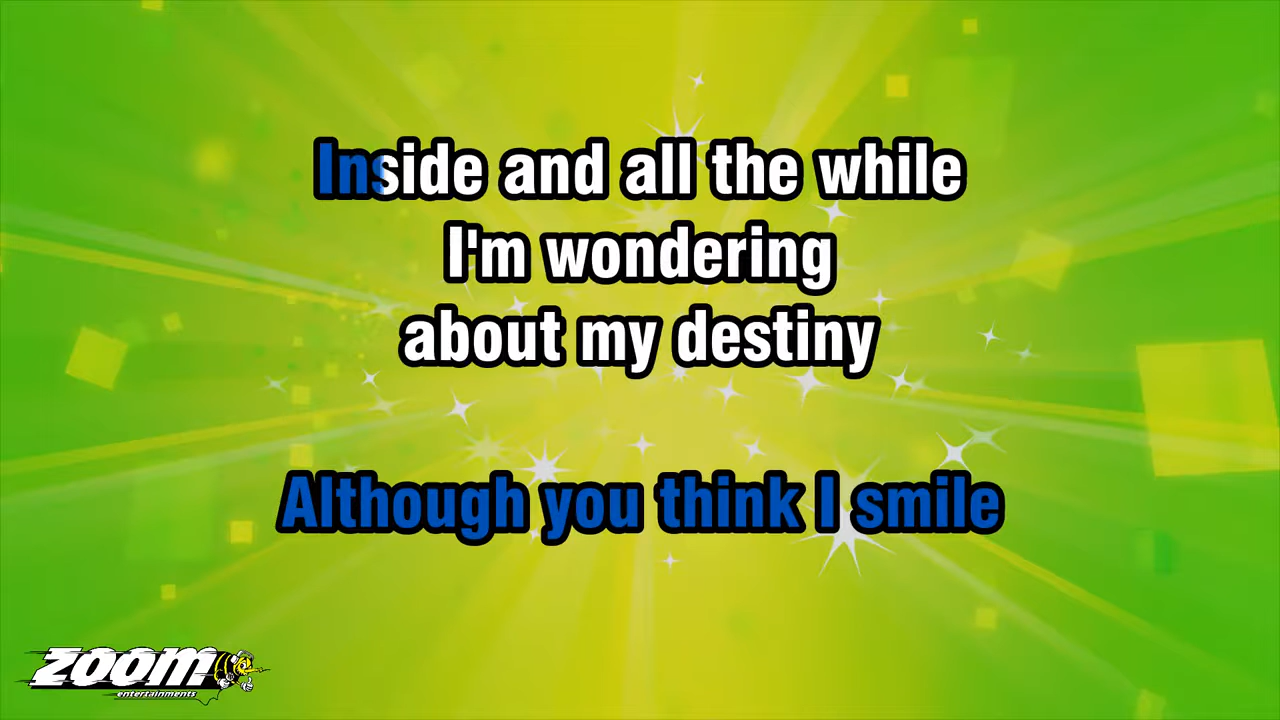 Inside and all the while
I'm wondering
about my destiny
Although you think I smile
ZOOM
entertainments